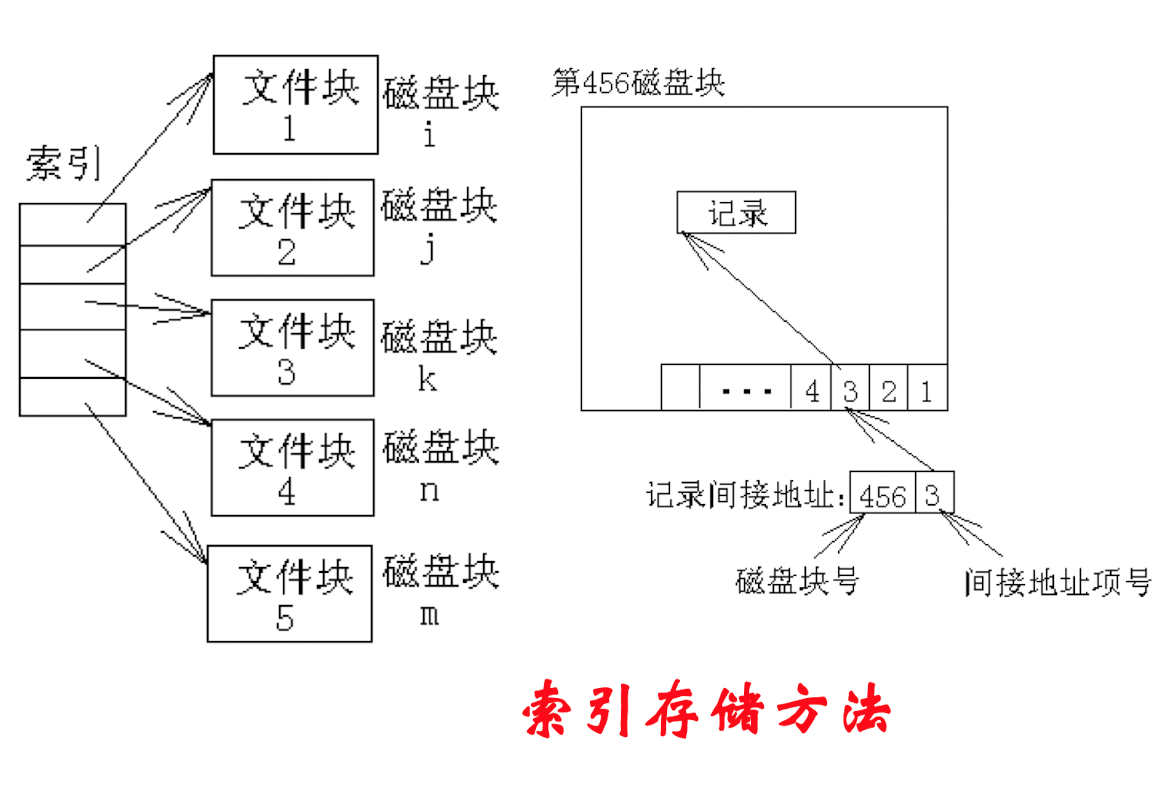 索引
文件块
1
磁盘块
i
文件块
2
磁盘块
j
文件块
3
磁盘块
k
文件块
4
磁盘块
n
文件块
5
磁盘块
m
第456磁盘块
记录
··· 4 3 2 1
记录间接地址: 456 3
磁盘块号
间接地址项号
索引存储方法